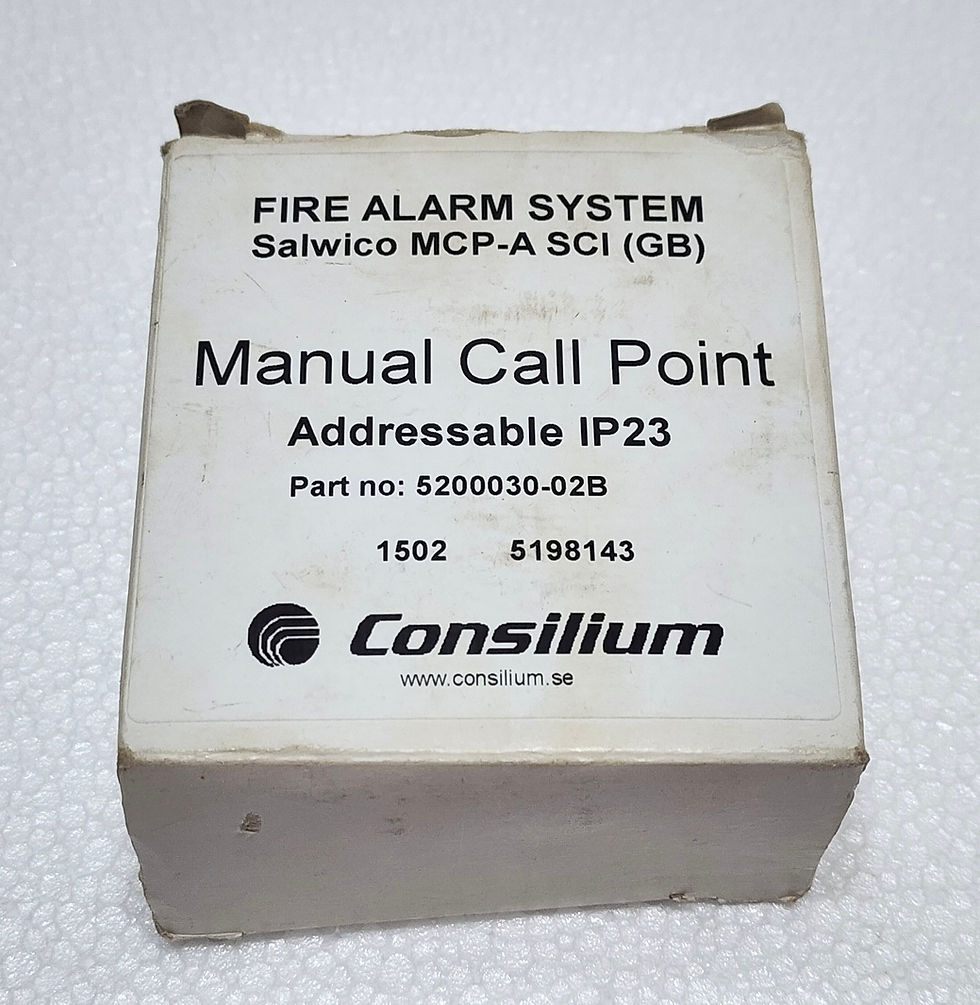 FIRE ALARM SYSTEM
Salwico MCP-A SCI (GB)
Manual Call Point
Addressable IP23
Part no: 5200030-02B
1502 5198143
Consilium
www.consilium.se